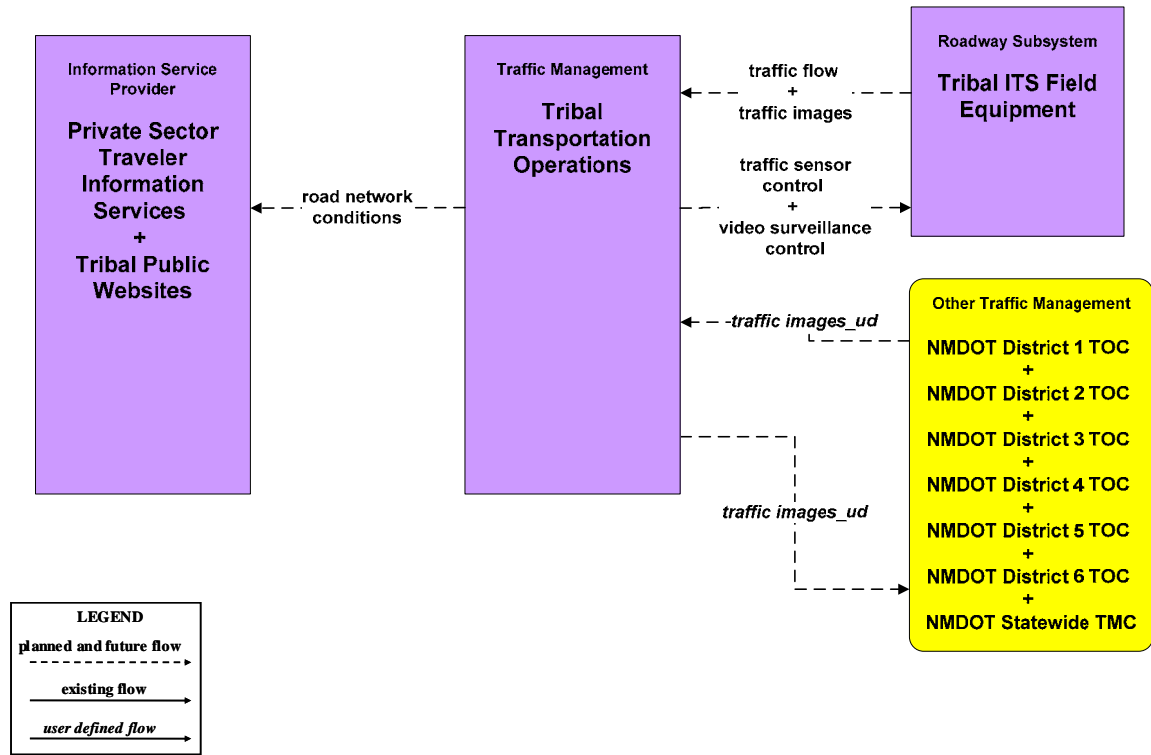 Information Service
Provider
Private Sector
Traveler
Information
Services
+
Tribal Public
Websites
road network
conditions
Traffic Management
Tribal
Transportation
Operations
traffic flow
+
traffic images
traffic sensor
control
+
video surveillance
control
Roadway Subsystem
Tribal ITS Field
Equipment
traffic images_ud
traffic images_ud
Other Traffic Management
NMDOT District 1 TOC
+
NMDOT District 2 TOC
+
NMDOT District 3 TOC
+
NMDOT District 4 TOC
+
NMDOT District 5 TOC
+
NMDOT District 6 TOC
+
NMDOT Statewide TMC
LEGEND
planned and future flow
existing flow
user defined flow